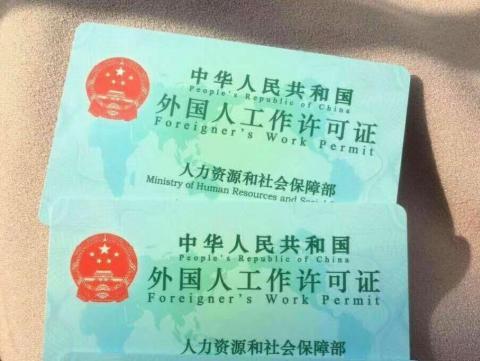 中华人民共和国
People's Republic of China
外国人工作许可证
Foreigner's Work Permit
人力资源和社会保障部
Ministry of Human Resources and Social
中华人民共和国
People's Republic of China
外国人工作许可证
Foreigner's Work Permit
人力资源和社会保障部